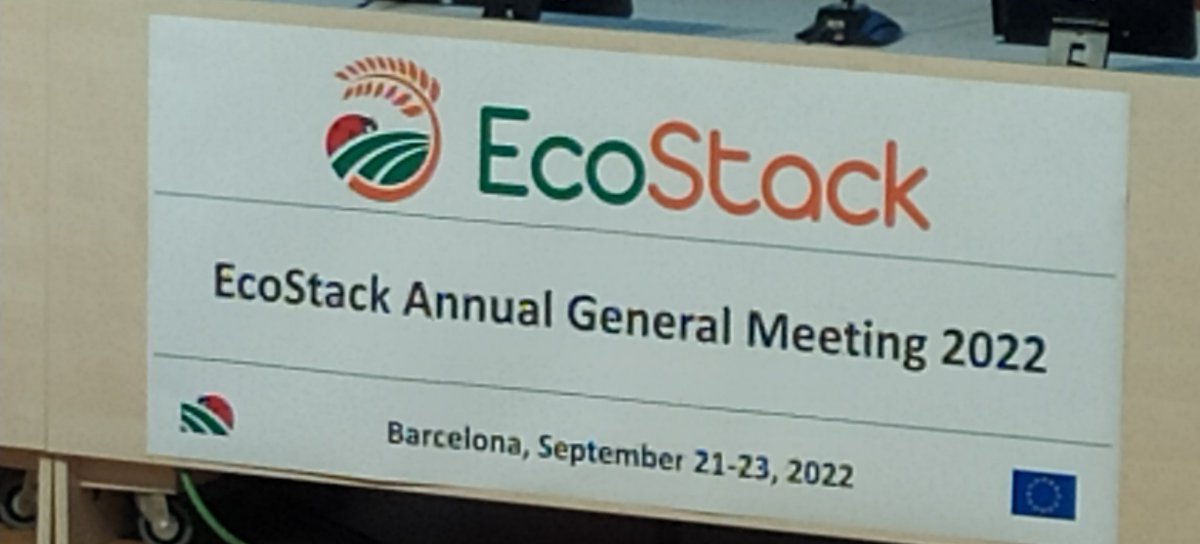 EcoStack
EcoStack Annual General Meeting 2022
Barcelona, September 21-23, 2022